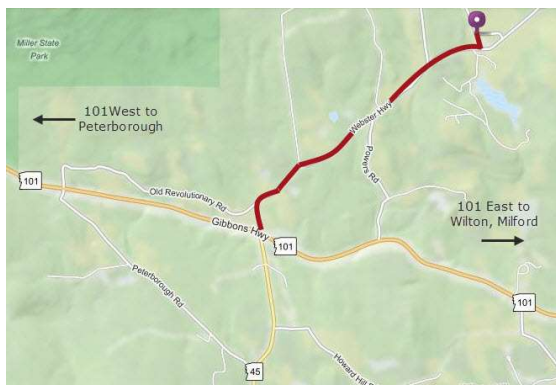 Miller State
Park
101West to
Peterborough
Webster Hwy
Powers Rd
101
Old Revolutionary Rd
101 East to
Wilton, Milford
Gibbons Hwy
101
Peterborough Rd
101
45
Howard Hill